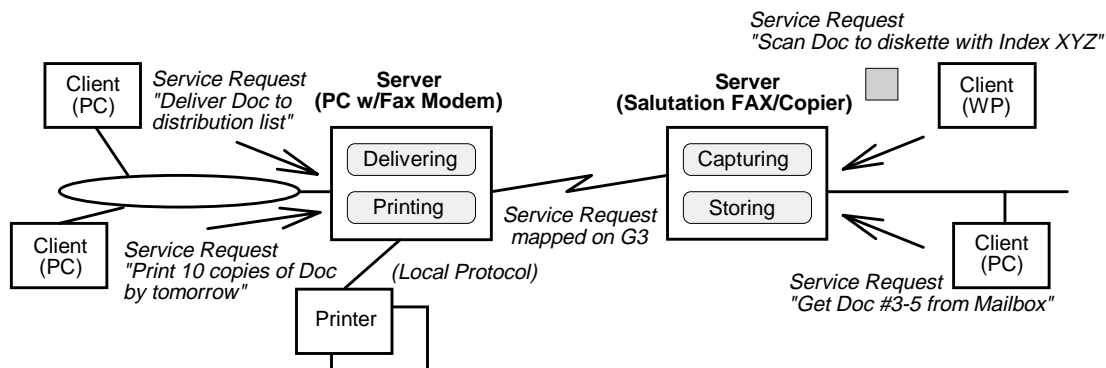 Service Request
"Scan Doc to diskette with Index XYZ"
Client
(PC)
Service Request
"Deliver Doc to
distribution list"
Server
(PC w/Fax Modem)
Server
(Salutation FAX/Copier)
Client
(WP)
Delivering
Printing
Capturing
Storing
Service Request
mapped on G3
Client
(PC)
Service Request
"Print 10 copies of Doc
by tomorrow"
(Local Protocol)
Printer
Client
(PC)
Service Request
"Get Doc #3-5 from Mailbox"